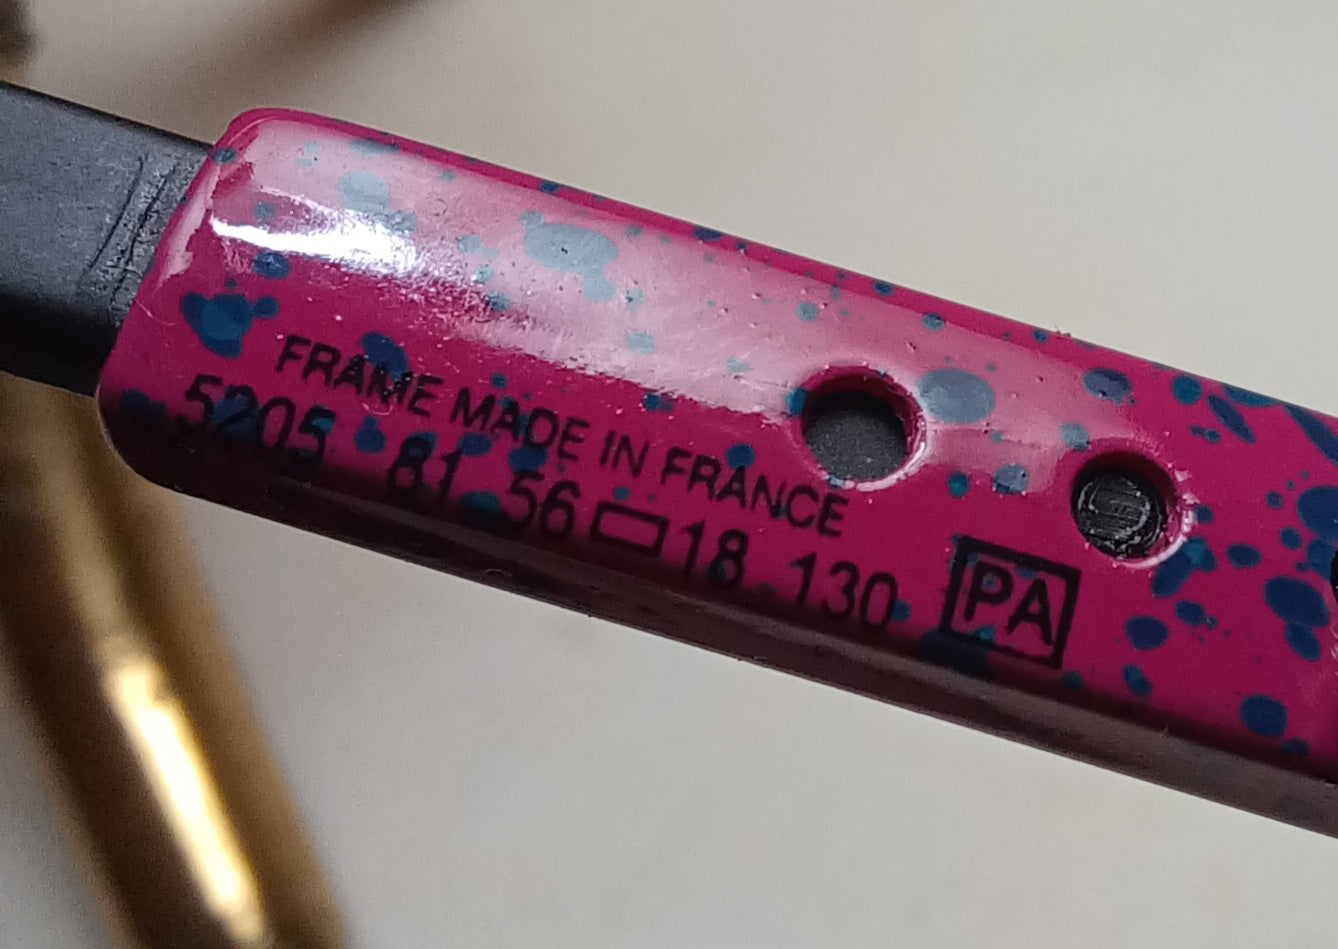 FRAME MADE IN FRANCE
5205 81 56▭18 130 PA